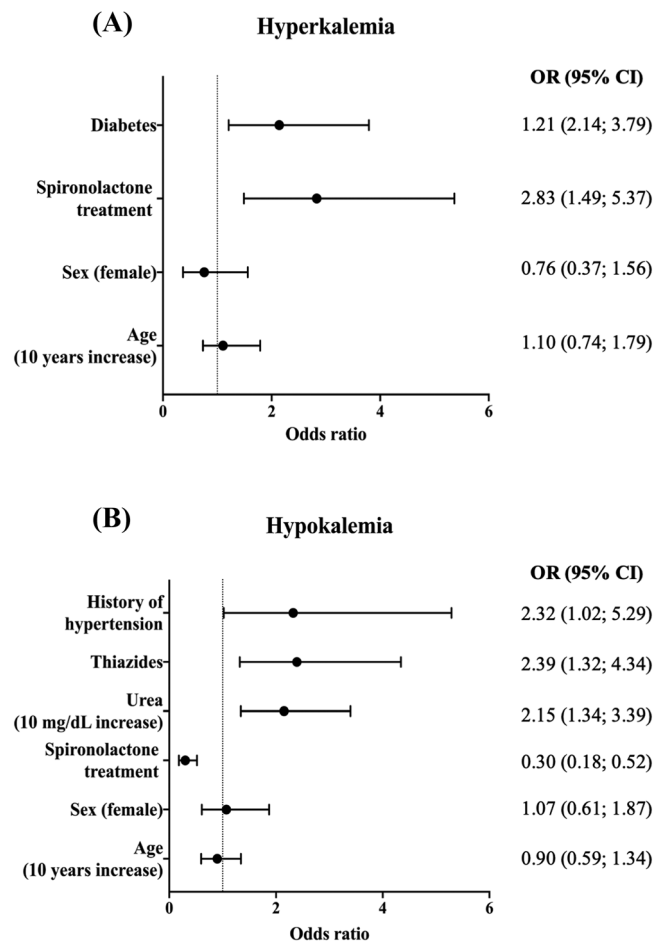 (A)
Hyperkalemia
OR (95% CI)
Diabetes
1.21 (2.14; 3.79)
Spironolactone
treatment
2.83 (1.49; 5.37)
Sex (female)
0.76 (0.37; 1.56)
Age
(10 years increase)
1.10 (0.74; 1.79)
0 2 4 6
Odds ratio
(B)
Hypokalemia
OR (95% CI)
History of
hypertension
2.32 (1.02; 5.29)
Thiazides
2.39 (1.32; 4.34)
Urea
(10 mg/dL increase)
2.15 (1.34; 3.39)
Spironolactone
treatment
0.30 (0.18; 0.52)
Sex (female)
1.07 (0.61; 1.87)
Age
(10 years increase)
0.90 (0.59; 1.34)
0 2 4 6
Odds ratio